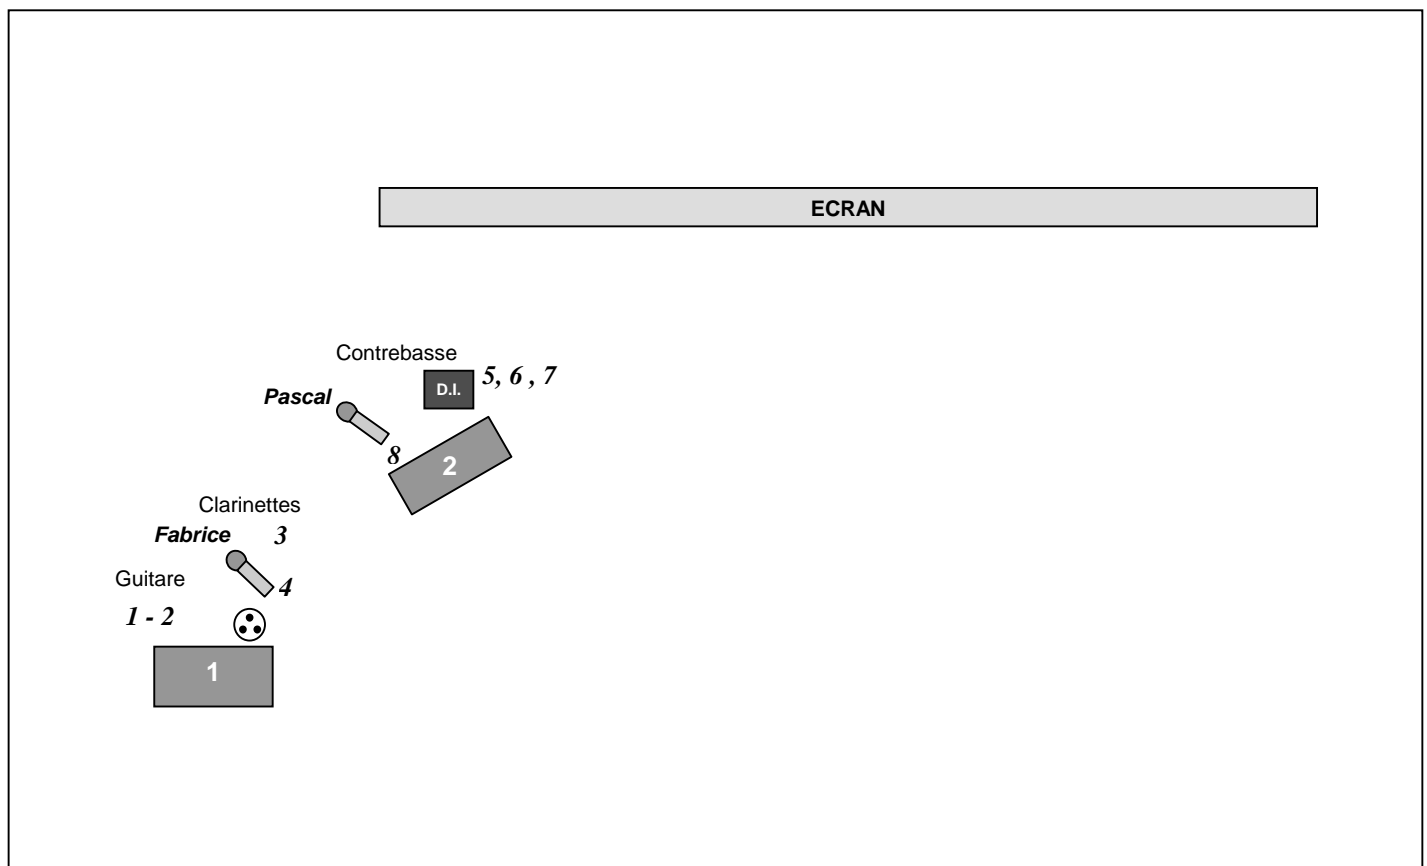 ECRAN
Contrebasse
D.I.
5, 6 , 7
Pascal
8
2
Clarinettes
Fabrice 3
Guitare
4
1 - 2
1